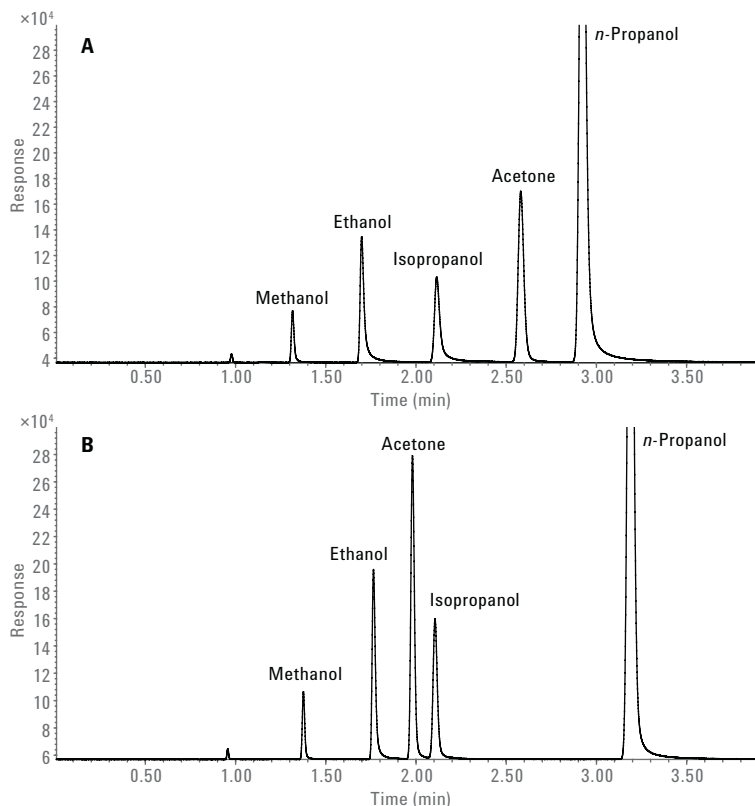 ×10⁴
A
n-Propanol
28
26
24
22
20
18
16
14
12
10
8
6
4
Response
Acetone
Ethanol
Isopropanol
Methanol
0.50 1.00 1.50 2.00 2.50 3.00 3.50
Time (min)
×10⁴
B
Acetone
n-Propanol
28
26
24
22
20
18
16
14
12
10
8
6
Response
Ethanol
Isopropanol
Methanol
0.50 1.00 1.50 2.00 2.50 3.00 3.50
Time (min)